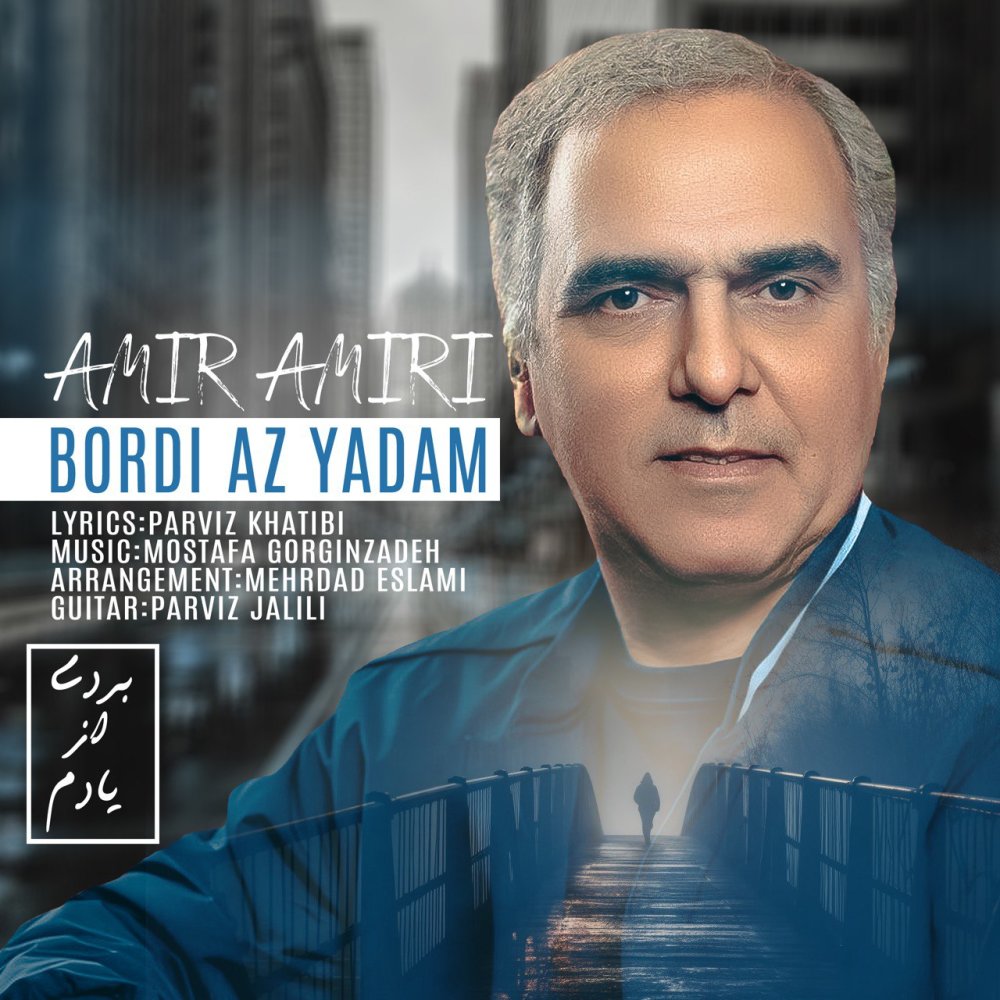 AMIR AMIRI
BORDI AZ YADAM
LYRICS:PARVIZ KHATIBI
MUSIC:MOSTAFA GORGINZADEH
ARRANGEMENT:MEHRDAD ESLAMI
GUITAR:PARVIZ JALILI
بردی
از
یادم